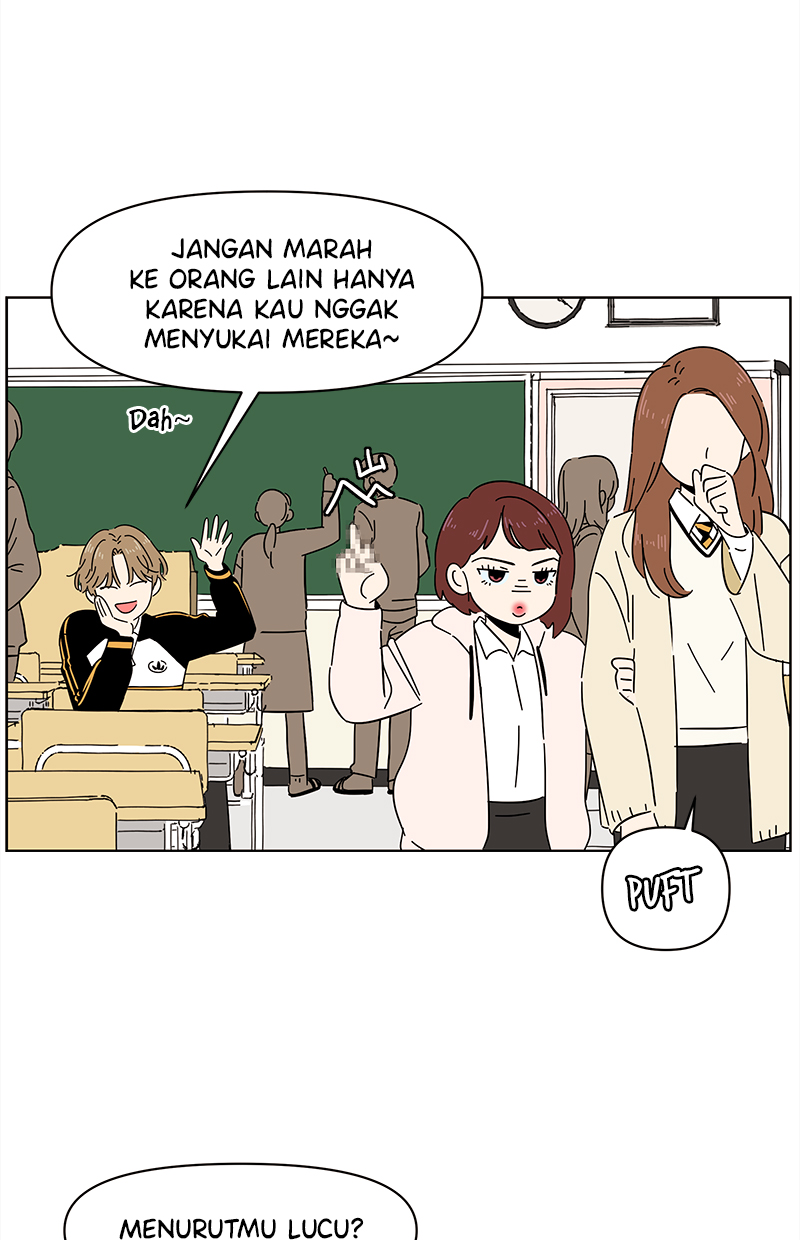 JANGAN MARAH
KE ORANG LAIN HANYA
KARENA KAU NGGAK
MENYUKAI MEREKA~
Dah~
PUFT
MENURUTMU LUCU?